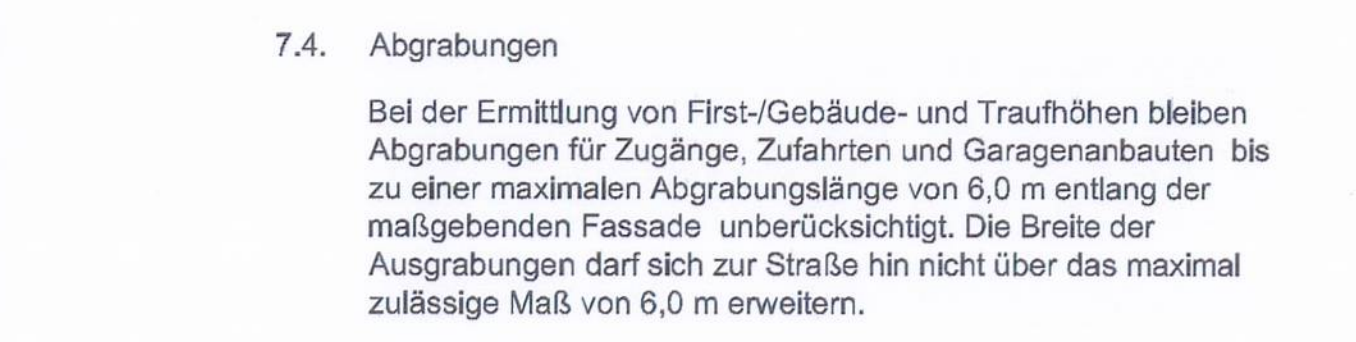 7.4. Abgrabungen
Bei der Ermittlung von First-/Gebäude- und Traufhöhen bleiben
Abgrabungen für Zugänge, Zufahrten und Garagenanbauten bis
zu einer maximalen Abgrabungslänge von 6,0 m entlang der
maßgebenden Fassade unberücksichtigt. Die Breite der
Ausgrabungen darf sich zur Straße hin nicht über das maximal
zulässige Maß von 6,0 m erweitern.